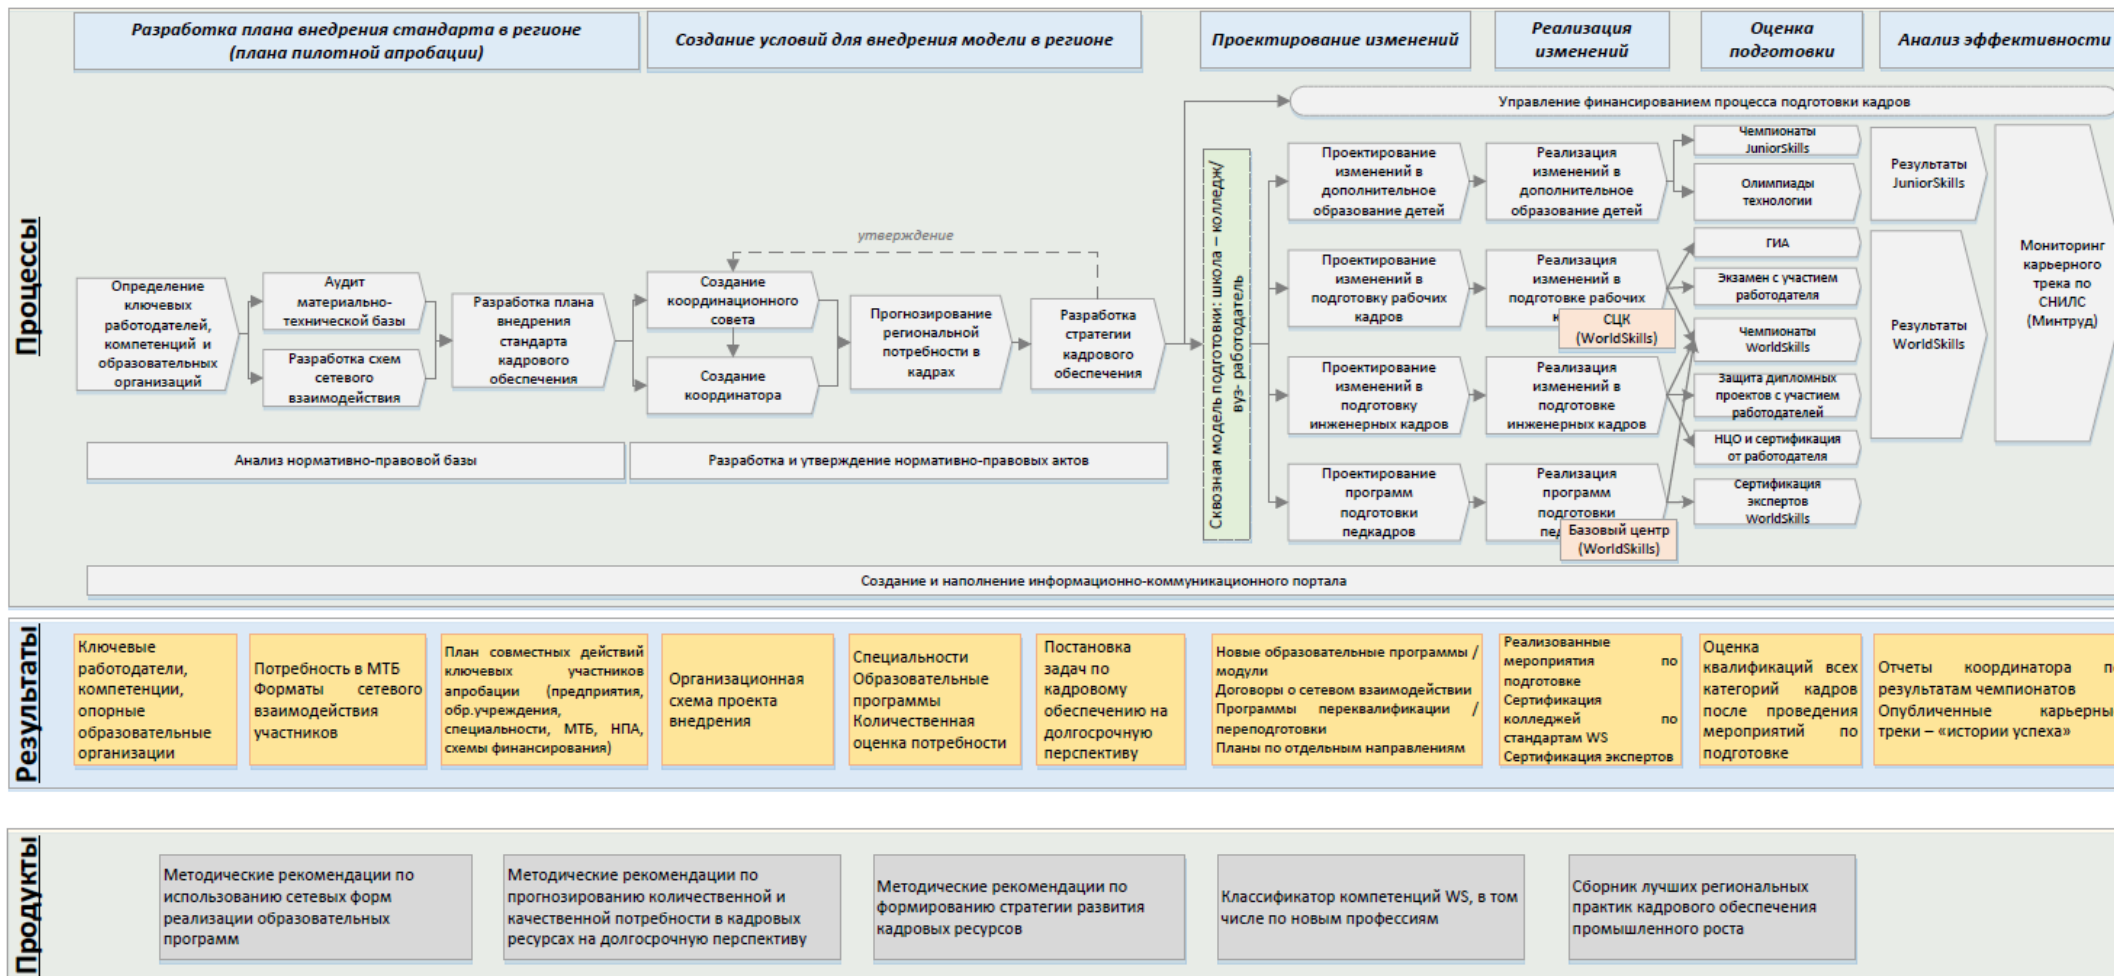 Разработка плана внедрения стандарта в регионе
(плана пилотной апробации)
Создание условий для внедрения модели в регионе
Проектирование изменений
Реализация
изменений
Оценка
подготовки
Анализ эффективности
Процессы
Управление финансированием процесса подготовки кадров
утверждение
Определение
ключевых
работодателей,
компетенций и
образовательных
организаций
Аудит
материально-
технической базы
Разработка схем
сетевого
взаимодействия
Разработка плана
внедрения
стандарта
кадрового
обеспечения
Создание
координационного
совета
Создание
координатора
Прогнозирование
региональной
потребности в
кадрах
Разработка
стратегии
кадрового
обеспечения
Сквозная модель подготовки: школа – колледж/
вуз- работодатель
Проектирование
изменений в
дополнительное
образование детей
Реализация
изменений в
дополнительное
образование детей
Чемпионаты
JuniorSkills
Олимпиады
технологии
Результаты
JuniorSkills
Проектирование
изменений в
подготовку рабочих
кадров
Реализация
изменений в
подготовке рабочих
к
СЦК
(WorldSkills)
ГИА
Экзамен с участием
работодателя
Чемпионаты
WorldSkills
Результаты
WorldSkills
Мониторинг
карьерного
трека по
СНИЛС
(Минтруд)
Проектирование
изменений в
подготовку
инженерных кадров
Реализация
изменений в
подготовке
инженерных кадров
Защита дипломных
проектов с участием
работодателей
НЦО и сертификация
от работодателя
Проектирование
программ
подготовки
педкадров
Реализация
программ
подготовки
пед
Базовый центр
(WorldSkills)
Сертификация
экспертов
WorldSkills
Анализ нормативно-правовой базы
Разработка и утверждение нормативно-правовых актов
Создание и наполнение информационно-коммуникационного портала
Результаты
Ключевые
работодатели,
компетенции,
опорные
образовательные
организации
Потребность в МТБ
Форматы сетевого
взаимодействия
участников
План совместных действий
ключевых участников
апробации (предприятия,
обр.учреждения,
специальности, МТБ, НПА,
схемы финансирования)
Организационная
схема проекта
внедрения
Специальности
Образовательные
программы
Количественная
оценка потребности
Постановка
задач по
кадровому
обеспечению на
долгосрочную
перспективу
Новые образовательные программы /
модули
Договоры о сетевом взаимодействии
Программы переквалификации /
переподготовки
Планы по отдельным направлениям
Реализованные
мероприятия по
подготовке
Сертификация
колледжей по
стандартам WS
Сертификация экспертов
Оценка
квалификаций всех
категорий кадров
после проведения
мероприятий по
подготовке
Отчеты координатора по
результатам чемпионатов
Опубличенные карьерны
треки – «истории успеха»
Продукты
Методические рекомендации по
использованию сетевых форм
реализации образовательных
программ
Методические рекомендации по
прогнозированию количественной и
качественной потребности в кадровых
ресурсах на долгосрочную перспективу
Методические рекомендации по
формированию стратегии развития
кадровых ресурсов
Классификатор компетенций WS, в том
числе по новым профессиям
Сборник лучших региональных
практик кадрового обеспечения
промышленного роста